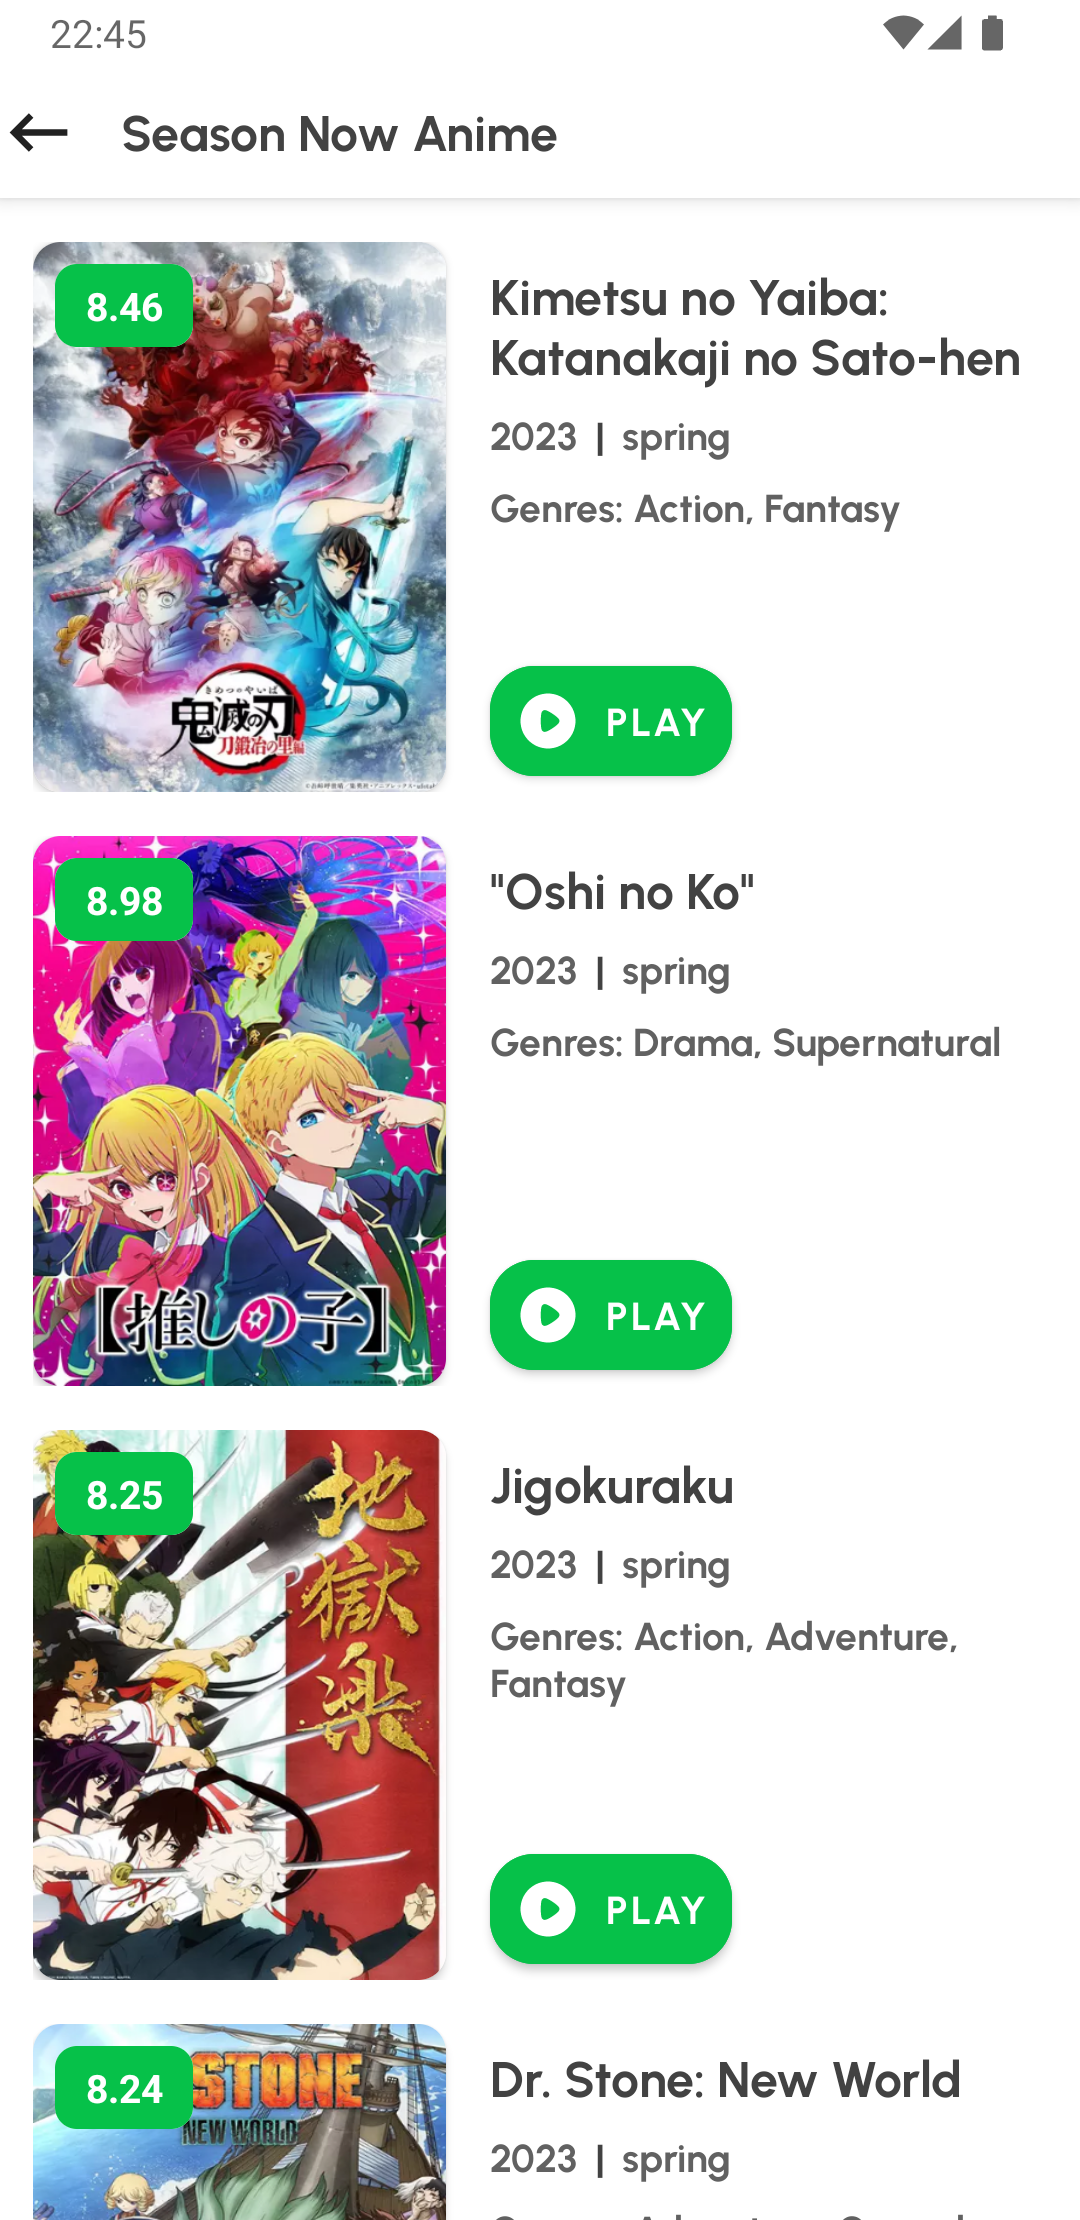 22:45
Season Now Anime
8.46
Kimetsu no Yaiba:
Katanakaji no Sato-hen
2023 | spring
Genres: Action, Fantasy
きめつのやいば
鬼滅の刃
刀鍛冶の里編
PLAY
8.98
"Oshi no Ko"
2023 | spring
Genres: Drama, Supernatural
【推しの子】
PLAY
8.25
地獄楽
Jigokuraku
2023 | spring
Genres: Action, Adventure,
Fantasy
PLAY
8.24
STONE
NEW WORLD
Dr. Stone: New World
2023 | spring